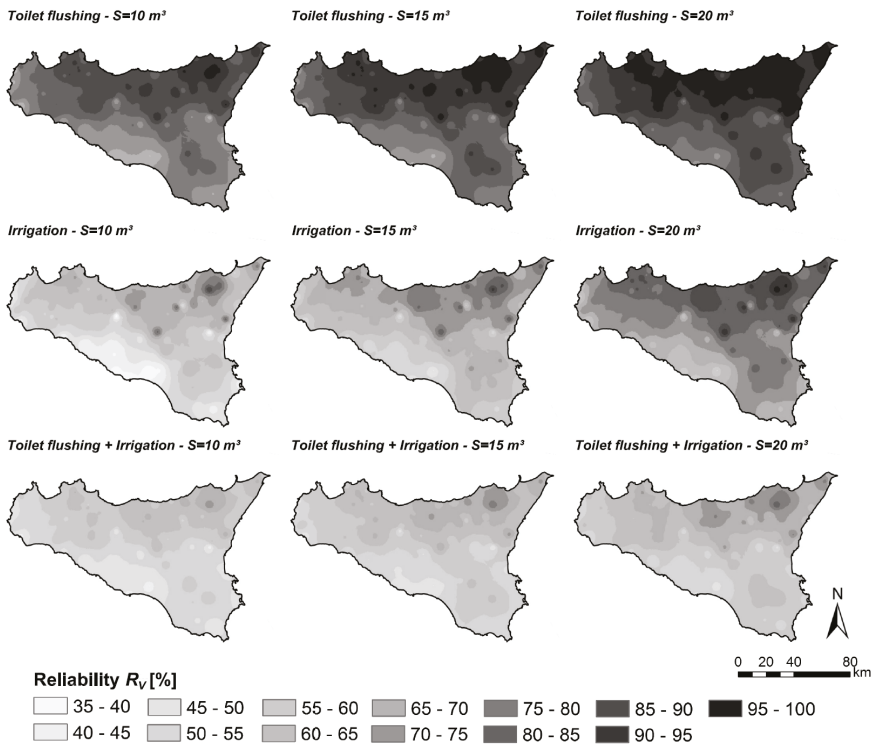 Toilet flushing - S=10 m³ Toilet flushing - S=15 m³ Toilet flushing - S=20 m³
Irrigation - S=10 m³ Irrigation - S=15 m³ Irrigation - S=20 m³
Toilet flushing + Irrigation - S=10 m³ Toilet flushing + Irrigation - S=15 m³ Toilet flushing + Irrigation - S=20 m³
N
0 20 40 80
km
Reliability Rv [%]
35 - 40 45 - 50 55 - 60 65 - 70 75 - 80 85 - 90 95 - 100
40 - 45 50 - 55 60 - 65 70 - 75 80 - 85 90 - 95